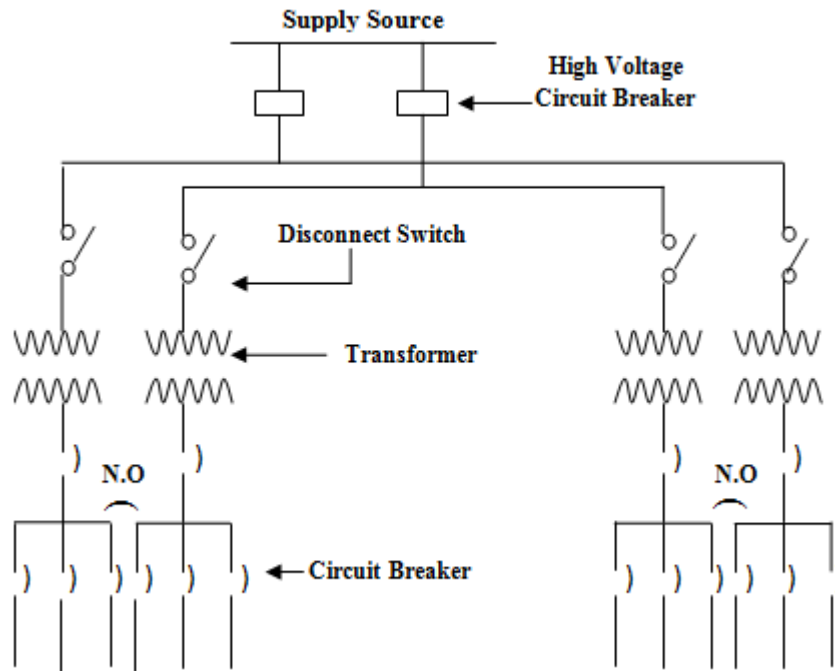 Supply Source
High Voltage
Circuit Breaker
Disconnect Switch
Transformer
N.O
N.O
Circuit Breaker